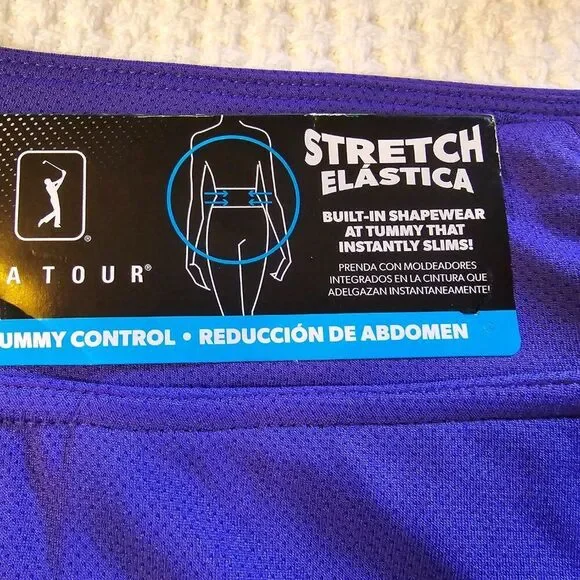 STRETCH
ELÁSTICA
BUILT-IN SHAPEWEAR
AT TUMMY THAT
INSTANTLY SLIMS!
PRENDA CON MOLDEADORES
INTEGRADOS EN LA CINTURA QUE
ADELGAZAN INSTANTANEAMENTE!
®
A TOUR®
UMMY CONTROL • REDUCCIÓN DE ABDOMEN